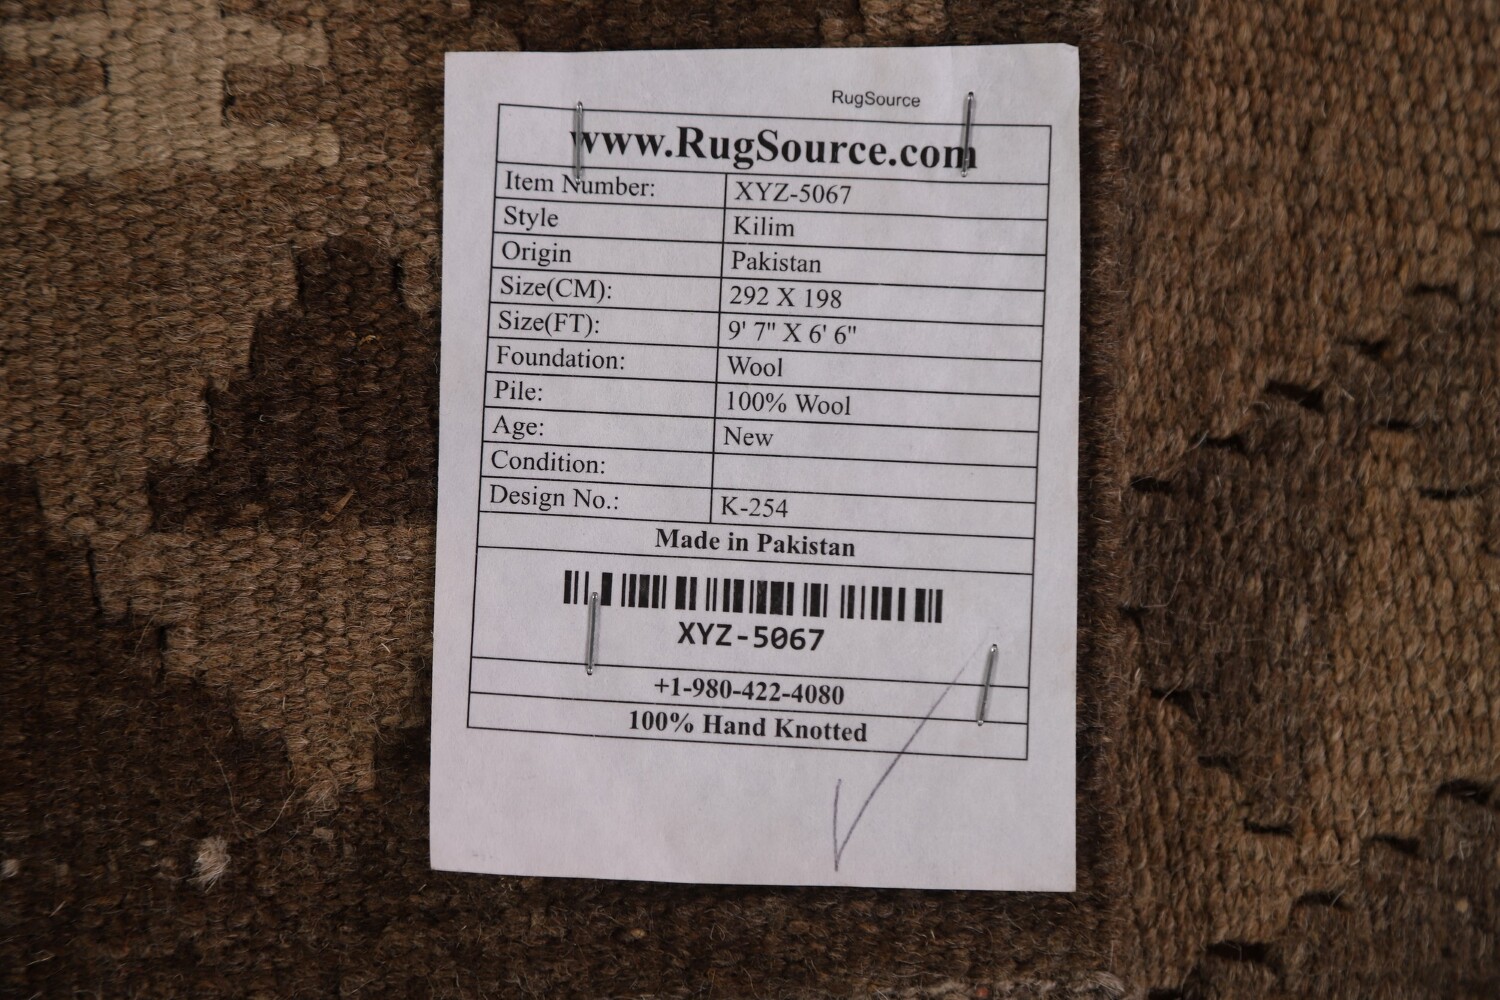 RugSource
www.RugSource.com
Item Number: XYZ-5067
Style Kilim
Origin Pakistan
Size(CM): 292 X 198
Size(FT): 9' 7" X 6' 6"
Foundation: Wool
Pile: 100% Wool
Age: New
Condition:
Design No.: K-254
Made in Pakistan
XYZ-5067
+1-980-422-4080
100% Hand Knotted